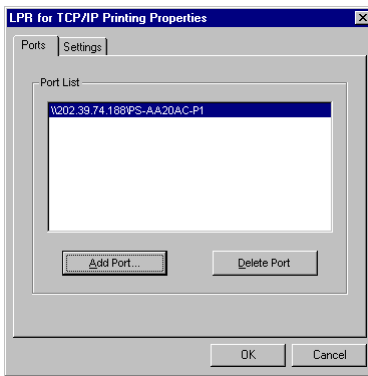 LPR for TCP/IP Printing Properties
Ports
Settings
Port List
\\202.39.74.188\PS-AA20AC-P1
Add Port...
Delete Port
OK
Cancel